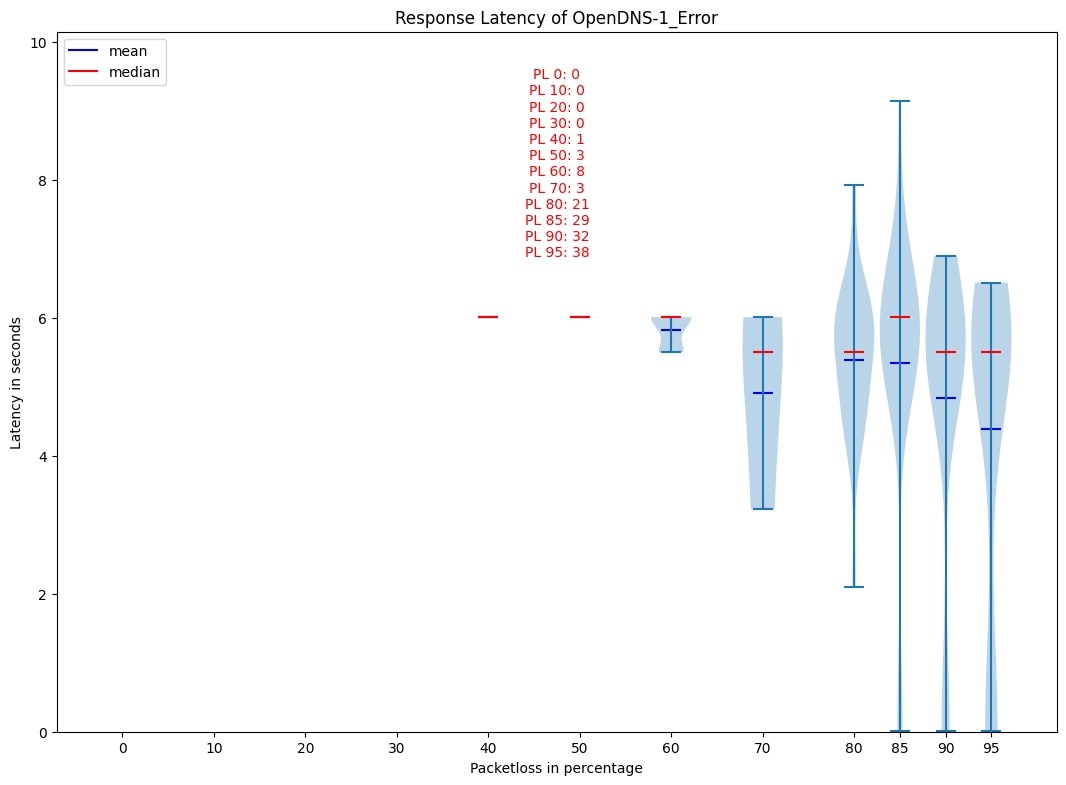 Response Latency of OpenDNS-1_Error
mean
median
PL 0: 0
PL 10: 0
PL 20: 0
PL 30: 0
PL 40: 1
PL 50: 3
PL 60: 8
PL 70: 3
PL 80: 21
PL 85: 29
PL 90: 32
PL 95: 38
10
8
6
4
2
0
Latency in seconds
0 10 20 30 40 50 60 70 80 85 90 95
Packetloss in percentage